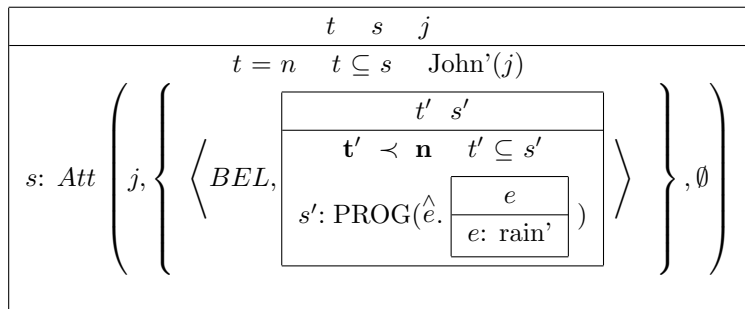 t s j
t = n t ⊆ s John’(j)
t′ s′
t′ ≺ n t′ ⊆ s′
s: Att ( j, { ⟨ BEL, s′: PROG(^e. e ) ⟩ } , ∅ )
e: rain’